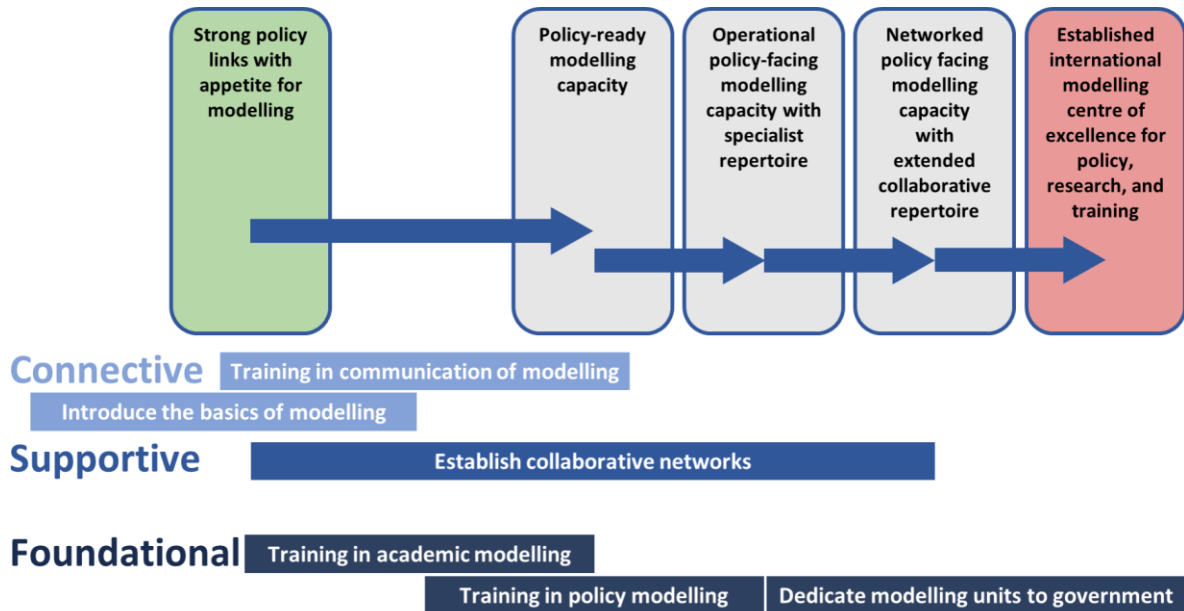 Strong policy
links with
appetite for
modelling
Policy-ready
modelling
capacity
Operational
policy-facing
modelling
capacity with
specialist
repertoire
Networked
policy facing
modelling
capacity
with
extended
collaborative
repertoire
Established
international
modelling
centre of
excellence for
policy,
research, and
training
Connective
Training in communication of modelling
Introduce the basics of modelling
Supportive
Establish collaborative networks
Foundational
Training in academic modelling
Training in policy modelling
Dedicate modelling units to government